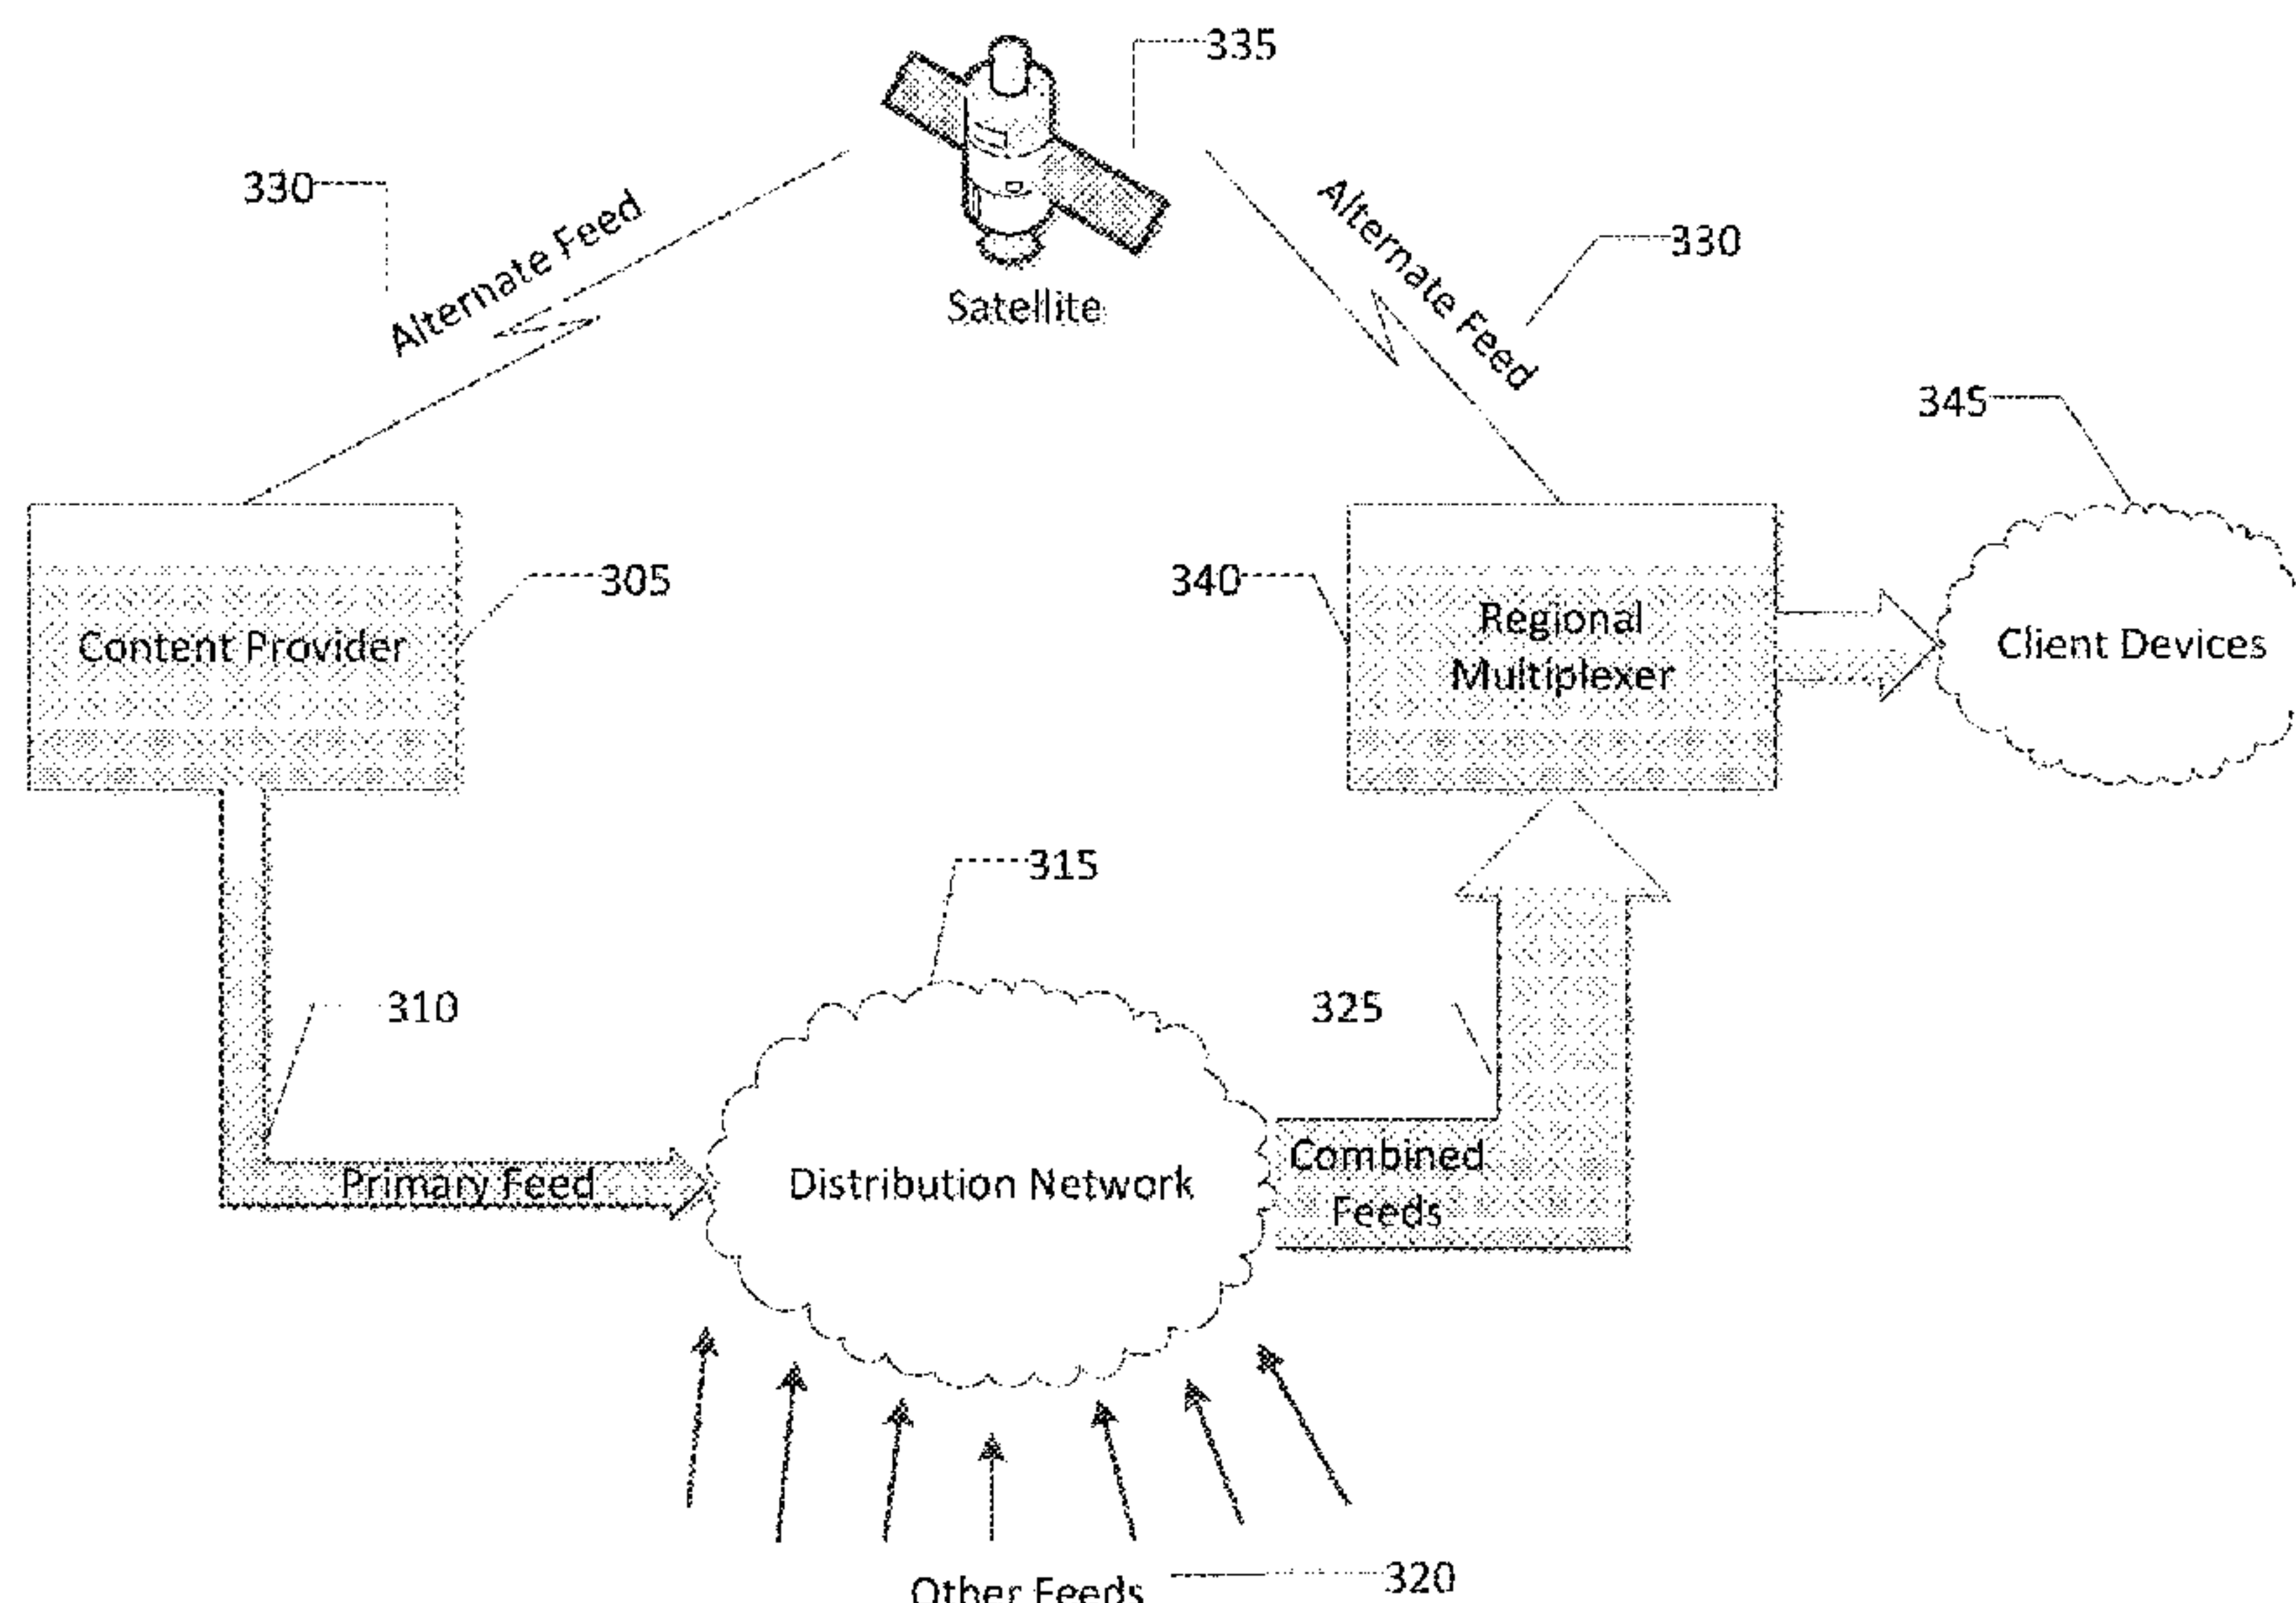 335
330
Alternate Feed
Satellite
Alternate Feed
330
345
Content Provider
305
340
Regional
Multiplexer
Client Devices
315
310
325
Primary Feed
Distribution Network
Combined
Feeds
Other Feeds
320